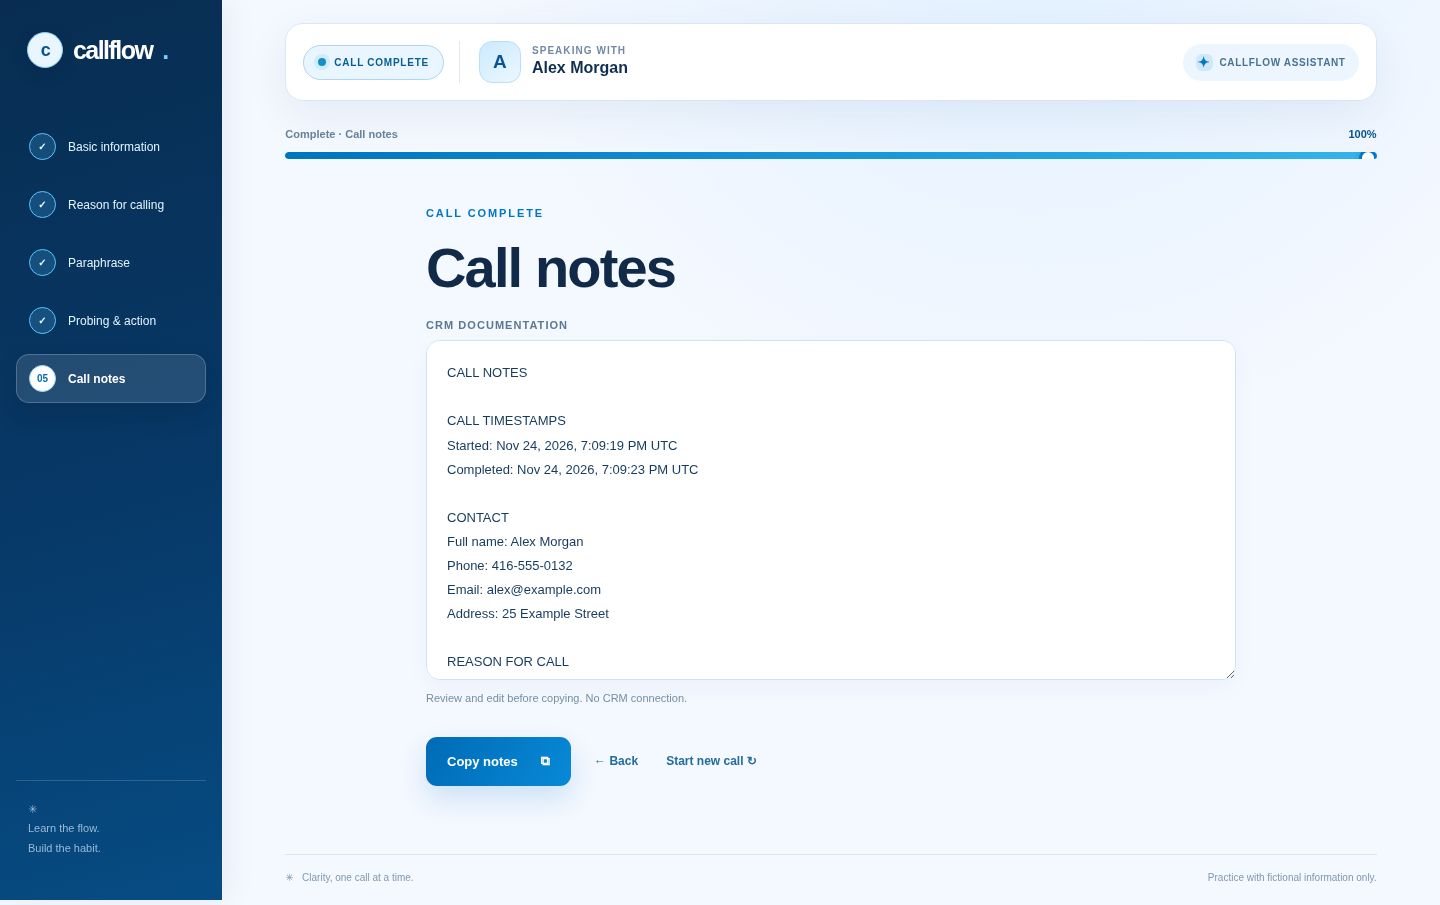 c callflow.
✓ Basic information
✓ Reason for calling
✓ Paraphrase
✓ Probing & action
05 Call notes
✳
Learn the flow.
Build the habit.
CALL COMPLETE
A
SPEAKING WITH
Alex Morgan
✦ CALLFLOW ASSISTANT
Complete · Call notes
100%
CALL COMPLETE
Call notes
CRM DOCUMENTATION
CALL NOTES
CALL TIMESTAMPS
Started: Nov 24, 2026, 7:09:19 PM UTC
Completed: Nov 24, 2026, 7:09:23 PM UTC
CONTACT
Full name: Alex Morgan
Phone: 416-555-0132
Email: alex@example.com
Address: 25 Example Street
REASON FOR CALL
Review and edit before copying. No CRM connection.
Copy notes ⧉
← Back
Start new call ↻
✳ Clarity, one call at a time.
Practice with fictional information only.